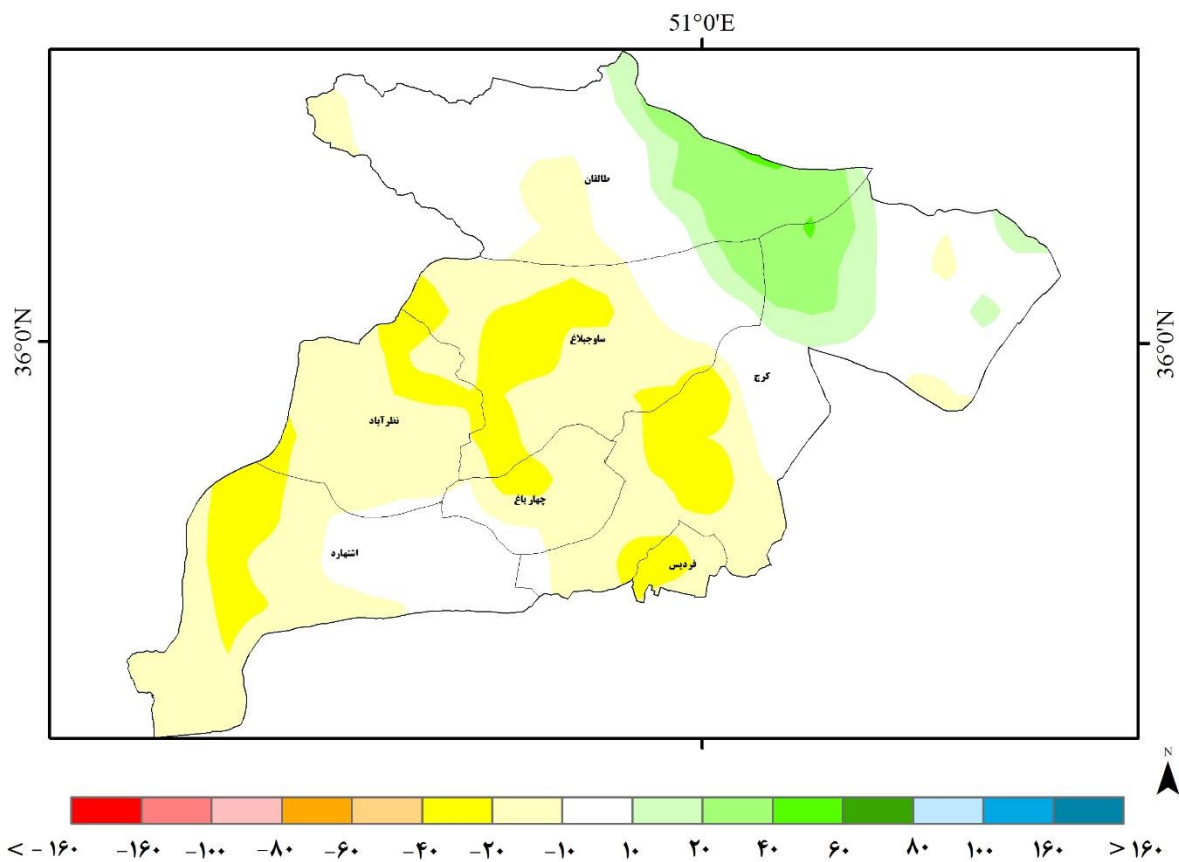 51°0'E
36°0'N
36°0'N
طالقان
ساوجبلاغ
کرج
نظرآباد
چهارباغ
اشتهارد
فردیس
N
< -۱۶۰ -۱۶۰ -۱۰۰ -۸۰ -۶۰ -۴۰ -۲۰ -۱۰ ۱۰ ۲۰ ۴۰ ۶۰ ۸۰ ۱۰۰ ۱۶۰ > ۱۶۰